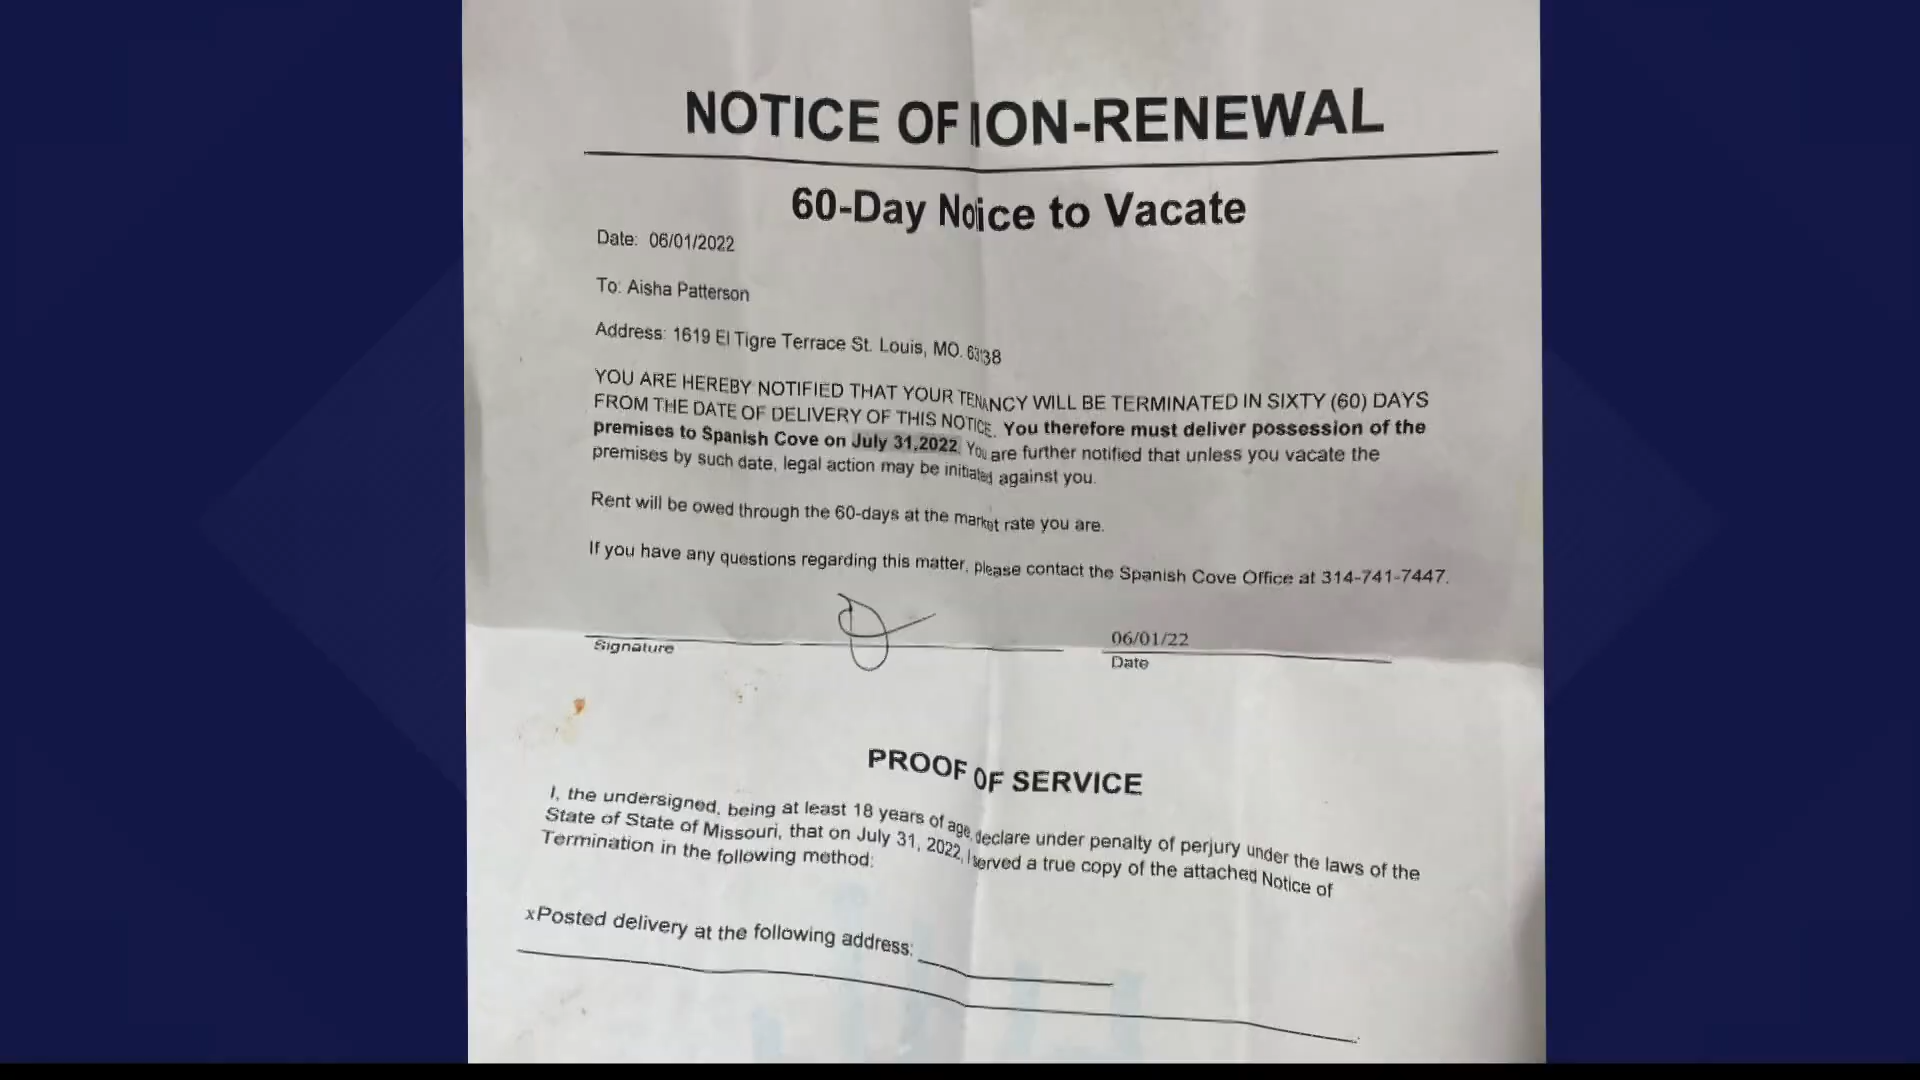 NOTICE OF ION-RENEWAL
60-Day Noice to Vacate
Date: 06/01/2022
To: Aisha Patterson
Address: 1619 El Tigre Terrace St. Louis, MO.
YOU ARE HEREBY NOTIFIED THAT YOUR TENANCY WILL BE TERMINATED IN SIXTY (60) DAYS
FROM THE DATE OF DELIVERY OF THIS NOTICE. You therefore must deliver possession of the
premises to Spanish Cove on July 31,2022. You are further notified that unless you vacate the
premises by such date, legal action may be initiated against you.
Rent will be owed through the 60-days at the market rate you are.
If you have any questions regarding this matter, please contact the Spanish Cove Office at 314-741-7447.
06/01/22
Signature Date
PROOF OF SERVICE
I, the undersigned, being at least 18 years of age, declare under penalty of perjury under the laws of the
State of State of Missouri, that on July 31, 2022, I served a true copy of the attached Notice of
Termination in the following method:
xPosted delivery at the following address: